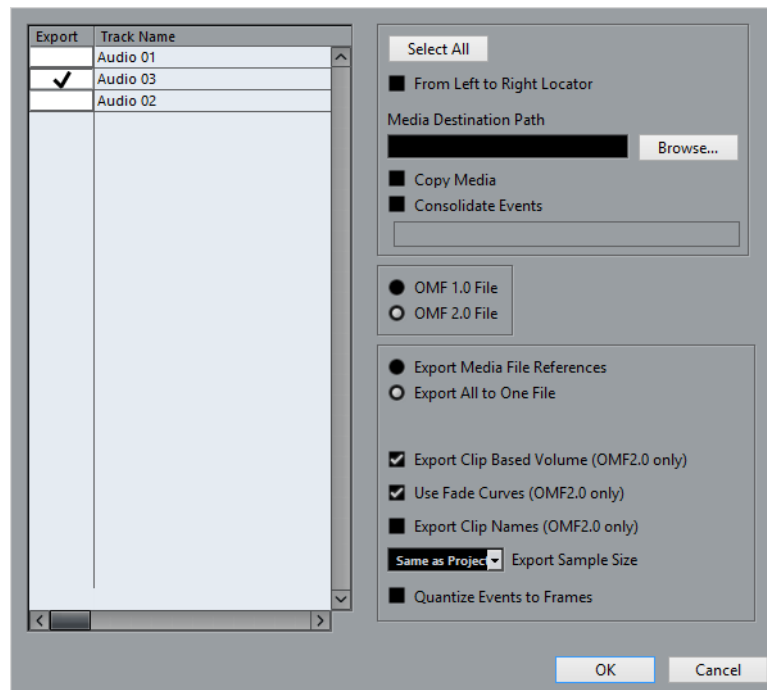 Export Track Name
Audio 01
Audio 03
Audio 02
Select All
From Left to Right Locator
Media Destination Path
Browse...
Copy Media
Consolidate Events
OMF 1.0 File
OMF 2.0 File
Export Media File References
Export All to One File
Export Clip Based Volume (OMF2.0 only)
Use Fade Curves (OMF2.0 only)
Export Clip Names (OMF2.0 only)
Same as Project Export Sample Size
Quantize Events to Frames
OK Cancel